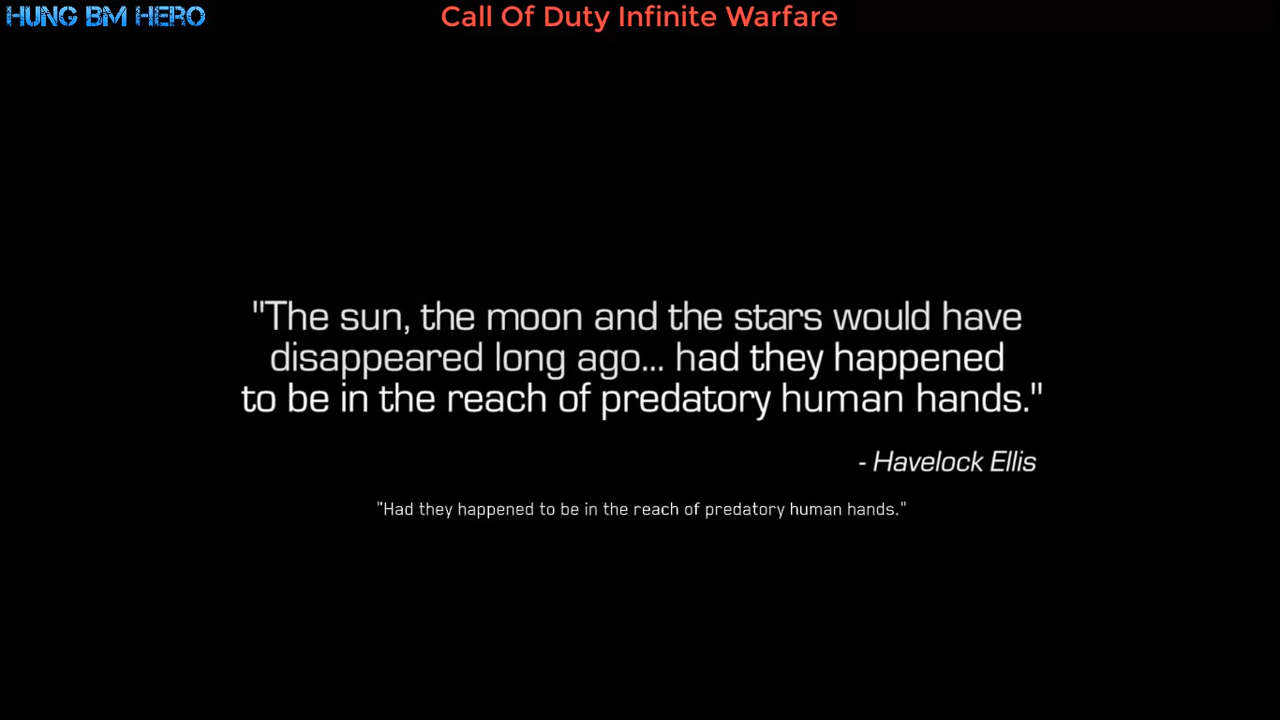 HUNG BM HERO
Call Of Duty Infinite Warfare
"The sun, the moon and the stars would have
disappeared long ago... had they happened
to be in the reach of predatory human hands."
- Havelock Ellis
"Had they happened to be in the reach of predatory human hands."